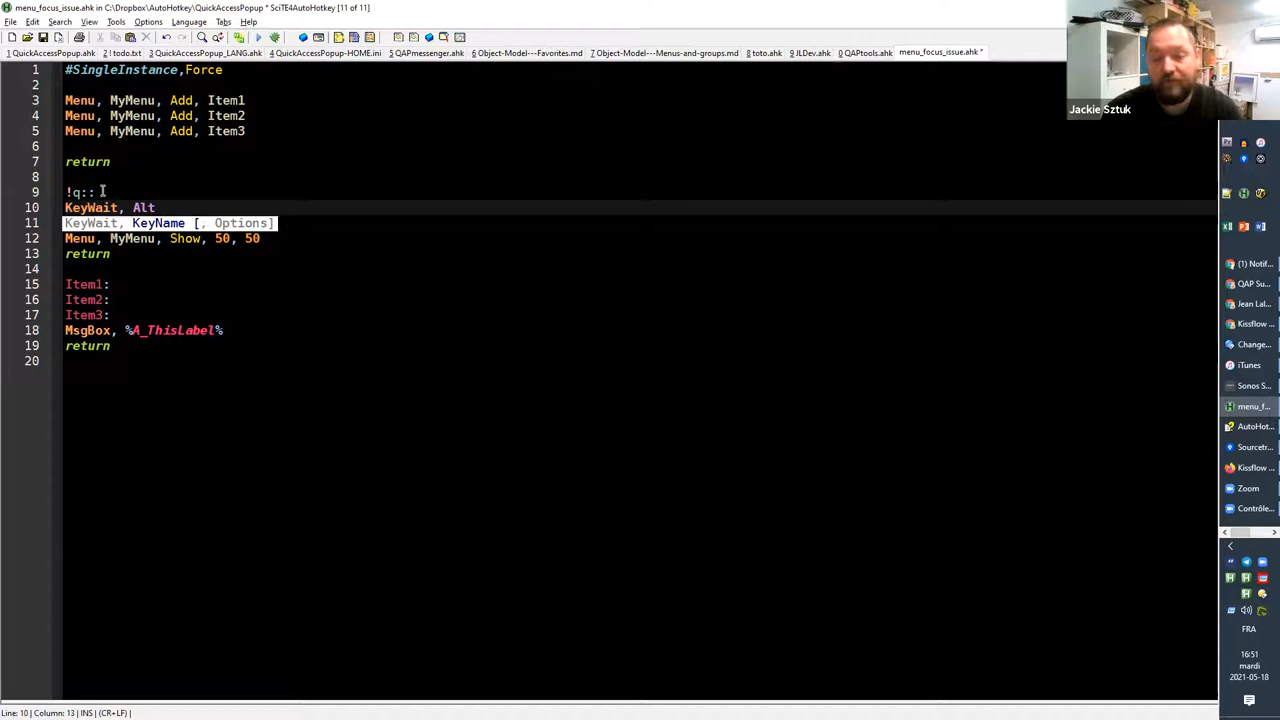 menu_focus_issue.ahk in C:\Dropbox\AutoHotkey\QuickAccessPopup * SciTE4AutoHotkey [11 of 11]
File Edit Search View Tools Options Language Tabs Help
1 QuickAccessPopup.ahk 2 todo.txt 3 QuickAccessPopup_LANG.ahk 4 QuickAccessPopup-HOME.ini 5 QAPmessenger.ahk 6 Object-Model---Favorites.md 7 Object-Model---Menus-and-groups.md 8 toto.ahk 9 JLDev.ahk 0 QAPtools.ahk menu_focus_issue.ahk *
1 #SingleInstance,Force
2
3 Menu, MyMenu, Add, Item1
4 Menu, MyMenu, Add, Item2
5 Menu, MyMenu, Add, Item3
6
7 return
8
9 !q::
10 KeyWait, Alt
11 KeyWait, KeyName [, Options]
12 Menu, MyMenu, Show, 50, 50
13 return
14
15 Item1:
16 Item2:
17 Item3:
18 MsgBox, %A_ThisLabel%
19 return
20
Jackie Sztuk
(1) Notif...
QAP Su...
Jean Lal...
Kissflow ...
Change...
iTunes
Sonos S...
menu_f...
AutoHot...
Sourcetr...
Kissflow ...
Zoom
Contrôle...
FRA
16:51
mardi
2021-05-18
Line: 10 | Column: 13 | INS | (CR+LF) |